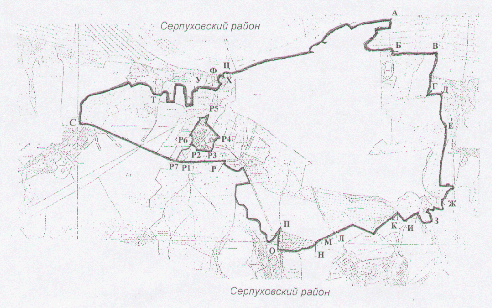 А
Серпуховский район
Ц
Ф
Х
У
Б
В
Г
Д
Т
Р5
С
Е
Р6
Р4
Р2
Р3
Р7
Р1
Р
Ж
З
И
К
П
Л
М
О
Н
Серпуховский район